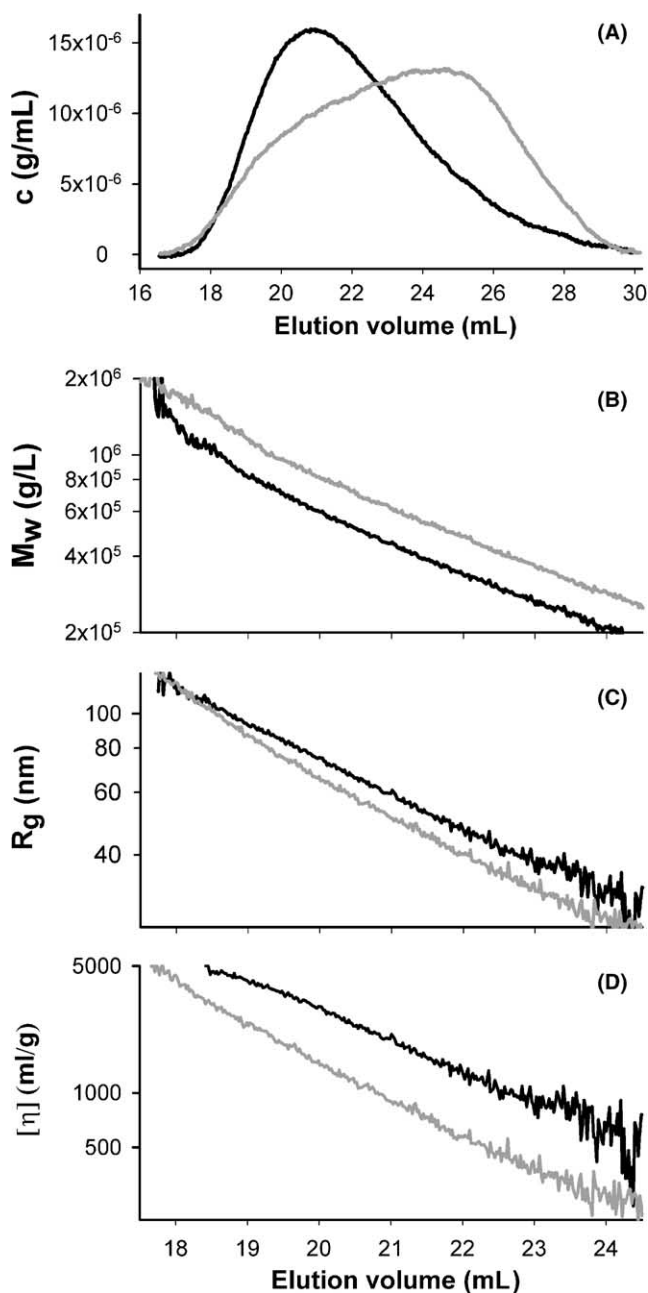 (A)
15x10⁻⁶
10x10⁻⁶
5x10⁻⁶
0
c (g/mL)
16 18 20 22 24 26 28 30
Elution volume (mL)
(B)
2x10⁶
10⁶
8x10⁵
6x10⁵
4x10⁵
2x10⁵
Mw (g/L)
(C)
100
80
60
40
Rg (nm)
(D)
5000
1000
500
[η] (ml/g)
18 19 20 21 22 23 24
Elution volume (mL)